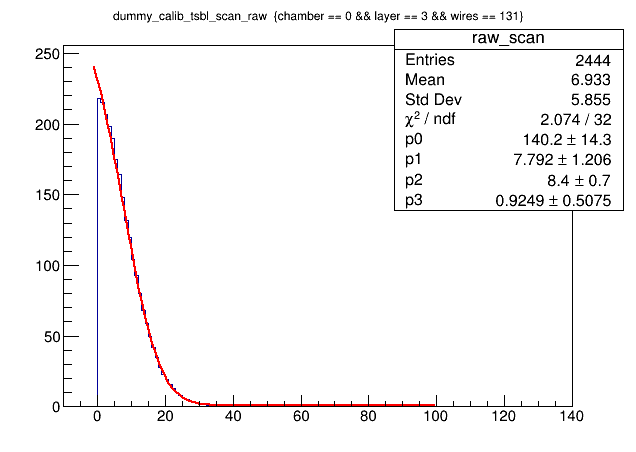 dummy_calib_tsbl_scan_raw {chamber == 0 && layer == 3 && wires == 131}
raw_scan
Entries 2444
Mean 6.933
Std Dev 5.855
χ² / ndf 2.074 / 32
p0 140.2 ± 14.3
p1 7.792 ± 1.206
p2 8.4 ± 0.7
p3 0.9249 ± 0.5075
250
200
150
100
50
0
0 20 40 60 80 100 120 140